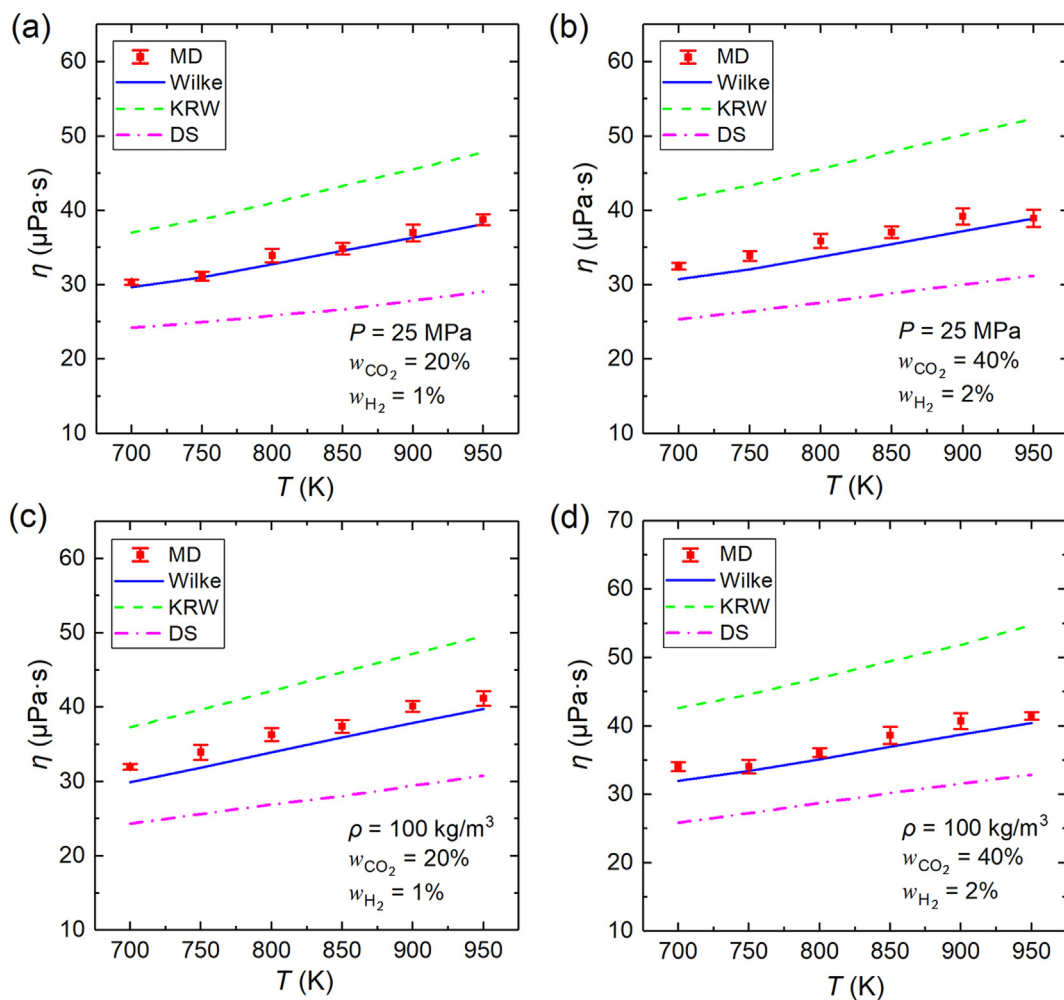 (a)
60
50
40
30
20
10
η (μPa·s)
MD
Wilke
KRW
DS
P = 25 MPa
wCO2 = 20%
wH2 = 1%
700 750 800 850 900 950
T (K)
(b)
60
50
40
30
20
10
η (μPa·s)
MD
Wilke
KRW
DS
P = 25 MPa
wCO2 = 40%
wH2 = 2%
700 750 800 850 900 950
T (K)
(c)
60
50
40
30
20
10
η (μPa·s)
MD
Wilke
KRW
DS
ρ = 100 kg/m³
wCO2 = 20%
wH2 = 1%
700 750 800 850 900 950
T (K)
(d)
70
60
50
40
30
20
10
η (μPa·s)
MD
Wilke
KRW
DS
ρ = 100 kg/m³
wCO2 = 40%
wH2 = 2%
700 750 800 850 900 950
T (K)